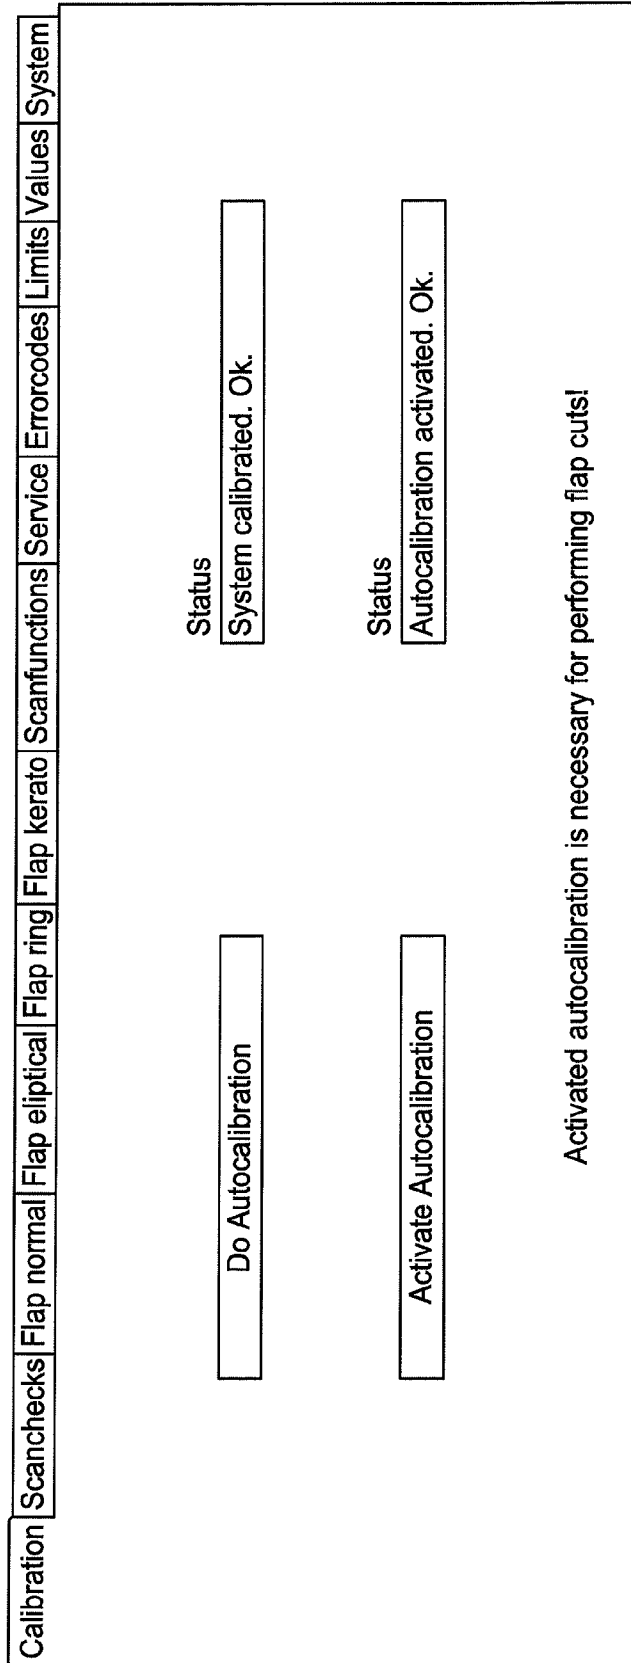 Calibration Scanchecks Flap normal Flap eliptical Flap ring Flap kerato Scanfunctions Service Errorcodes Limits Values System
Status
Do Autocalibration System calibrated. Ok.
Status
Activate Autocalibration Autocalibration activated. Ok.
Activated autocalibration is necessary for performing flap cuts!